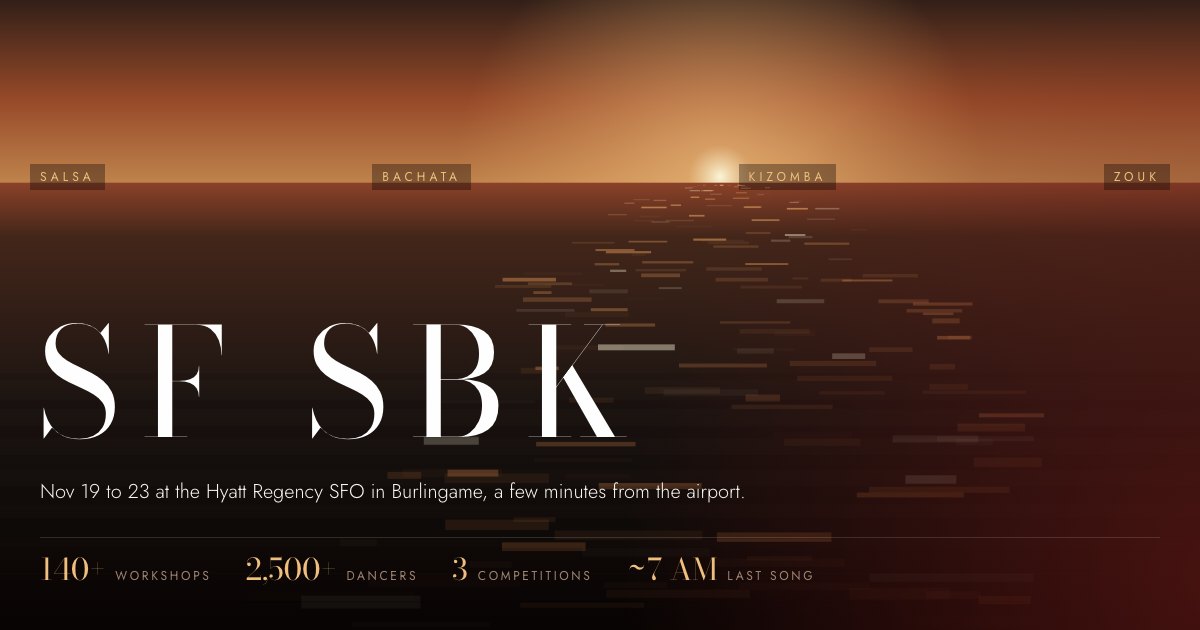 SALSA BACHATA KIZOMBA ZOUK
SF SBK
Nov 19 to 23 at the Hyatt Regency SFO in Burlingame, a few minutes from the airport.
140+ WORKSHOPS 2,500+ DANCERS 3 COMPETITIONS ~7 AM LAST SONG